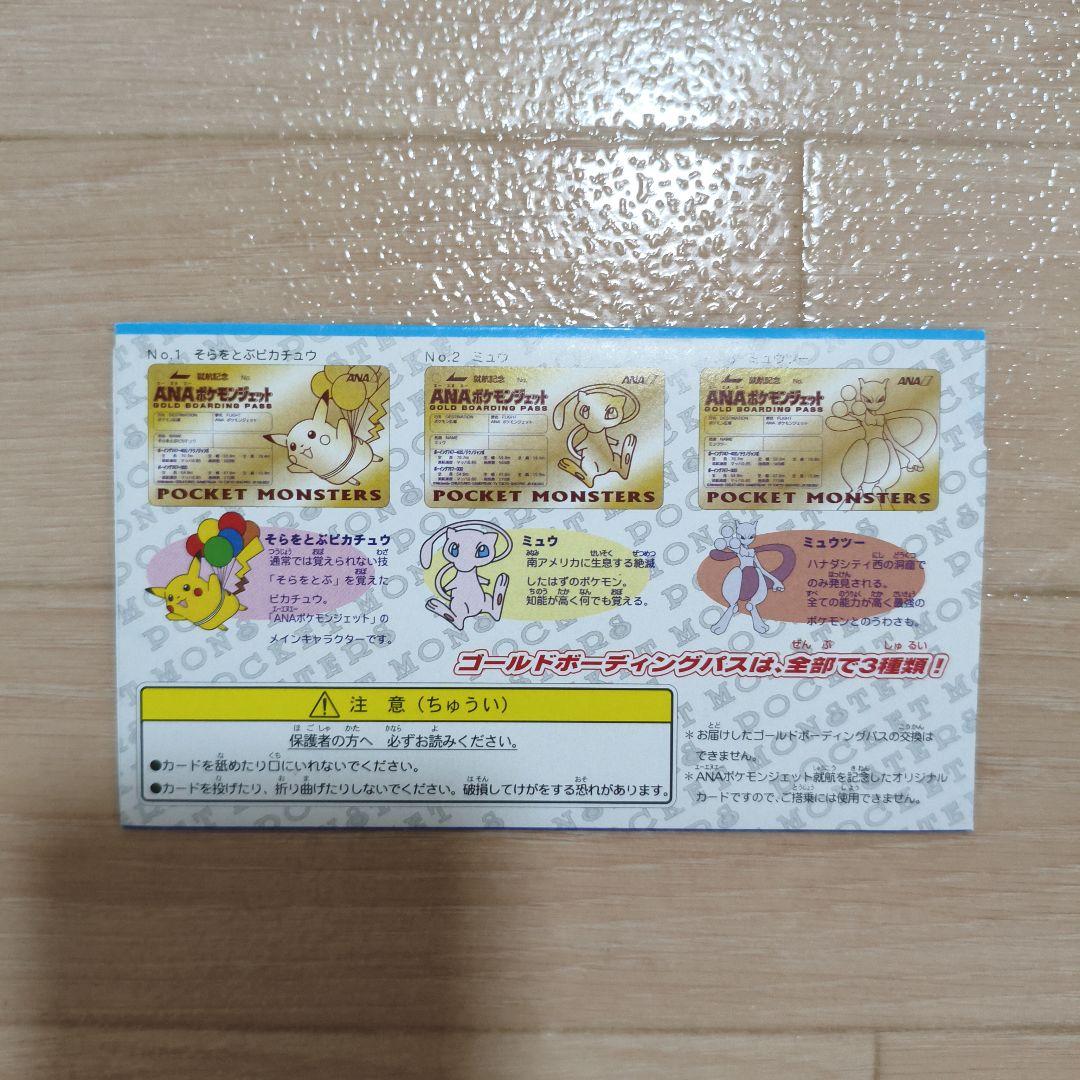 No.1 そらをとぶピカチュウ
No.2 ミュウ
ミュウツー
就航記念 No.
ANA
ANAポケモンジェット
GOLD BOARDING PASS
POCKET MONSTERS
就航記念 No.
ANA
ANAポケモンジェット
GOLD BOARDING PASS
POCKET MONSTERS
就航記念 No.
ANA
ANAポケモンジェット
GOLD BOARDING PASS
POCKET MONSTERS
そらをとぶピカチュウ
通常では覚えられない技
「そらをとぶ」を覚えた
ピカチュウ。
「ANAポケモンジェット」の
メインキャラクターです。
ミュウ
南アメリカに生息する絶滅
したはずのポケモン。
知能が高く何でも覚える。
ミュウツー
ハナダシティ西の洞窟で
のみ発見される。
全ての能力が高く最強の
ポケモンとのうわさも。
ゴールドボーディングパスは、全部で3種類!
注 意(ちゅうい)
保護者の方へ 必ずお読みください。
●カードを舐めたり口にいれないでください。
●カードを投げたり、折り曲げたりしないでください。破損してけがをする恐れがあります。
*お届けしたゴールドボーディングパスの交換は
できません。
*ANAポケモンジェット就航を記念したオリジナル
カードですので、ご搭乗には使用できません。